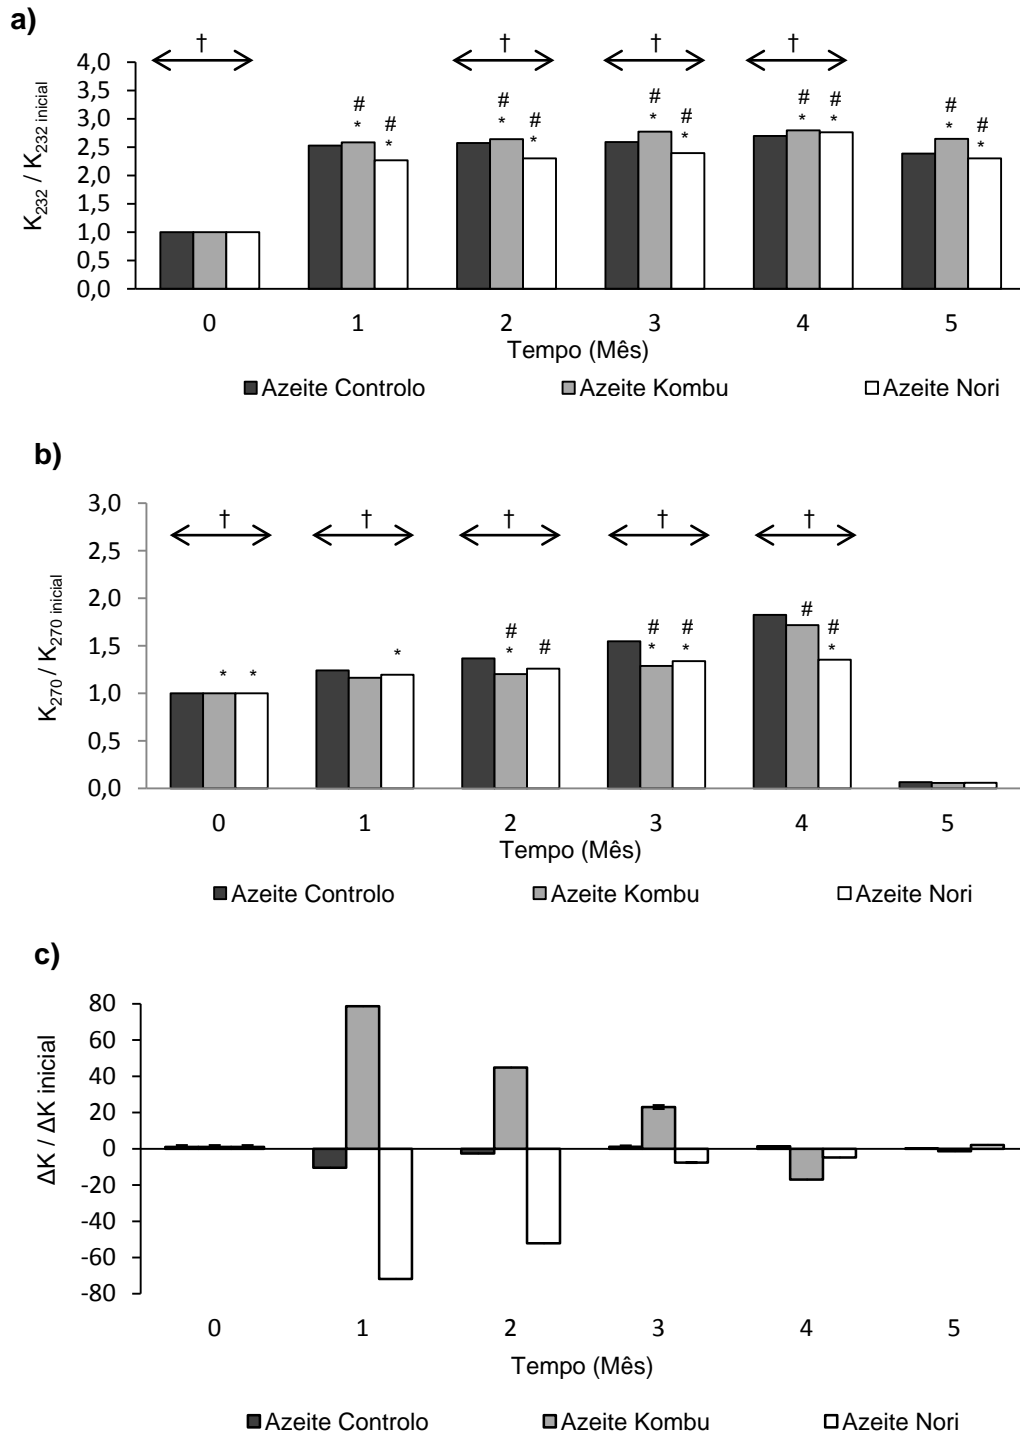 a)
† † † †
4,0
3,5
3,0
2,5
2,0
1,5
1,0
0,5
0,0
K232 / K232 inicial
# # # # # # # # # #
* * * * * * * * * *
0 1 2 3 4 5
Tempo (Mês)
Azeite Controlo Azeite Kombu Azeite Nori
b)
† † † † †
3,0
2,5
2,0
1,5
1,0
0,5
0,0
K270 / K270 inicial
* * * # * # # * # * # # *
0 1 2 3 4 5
Tempo (Mês)
Azeite Controlo Azeite Kombu Azeite Nori
c)
80
60
40
20
0
-20
-40
-60
-80
ΔK / ΔK inicial
0 1 2 3 4 5
Tempo (Mês)
Azeite Controlo Azeite Kombu Azeite Nori